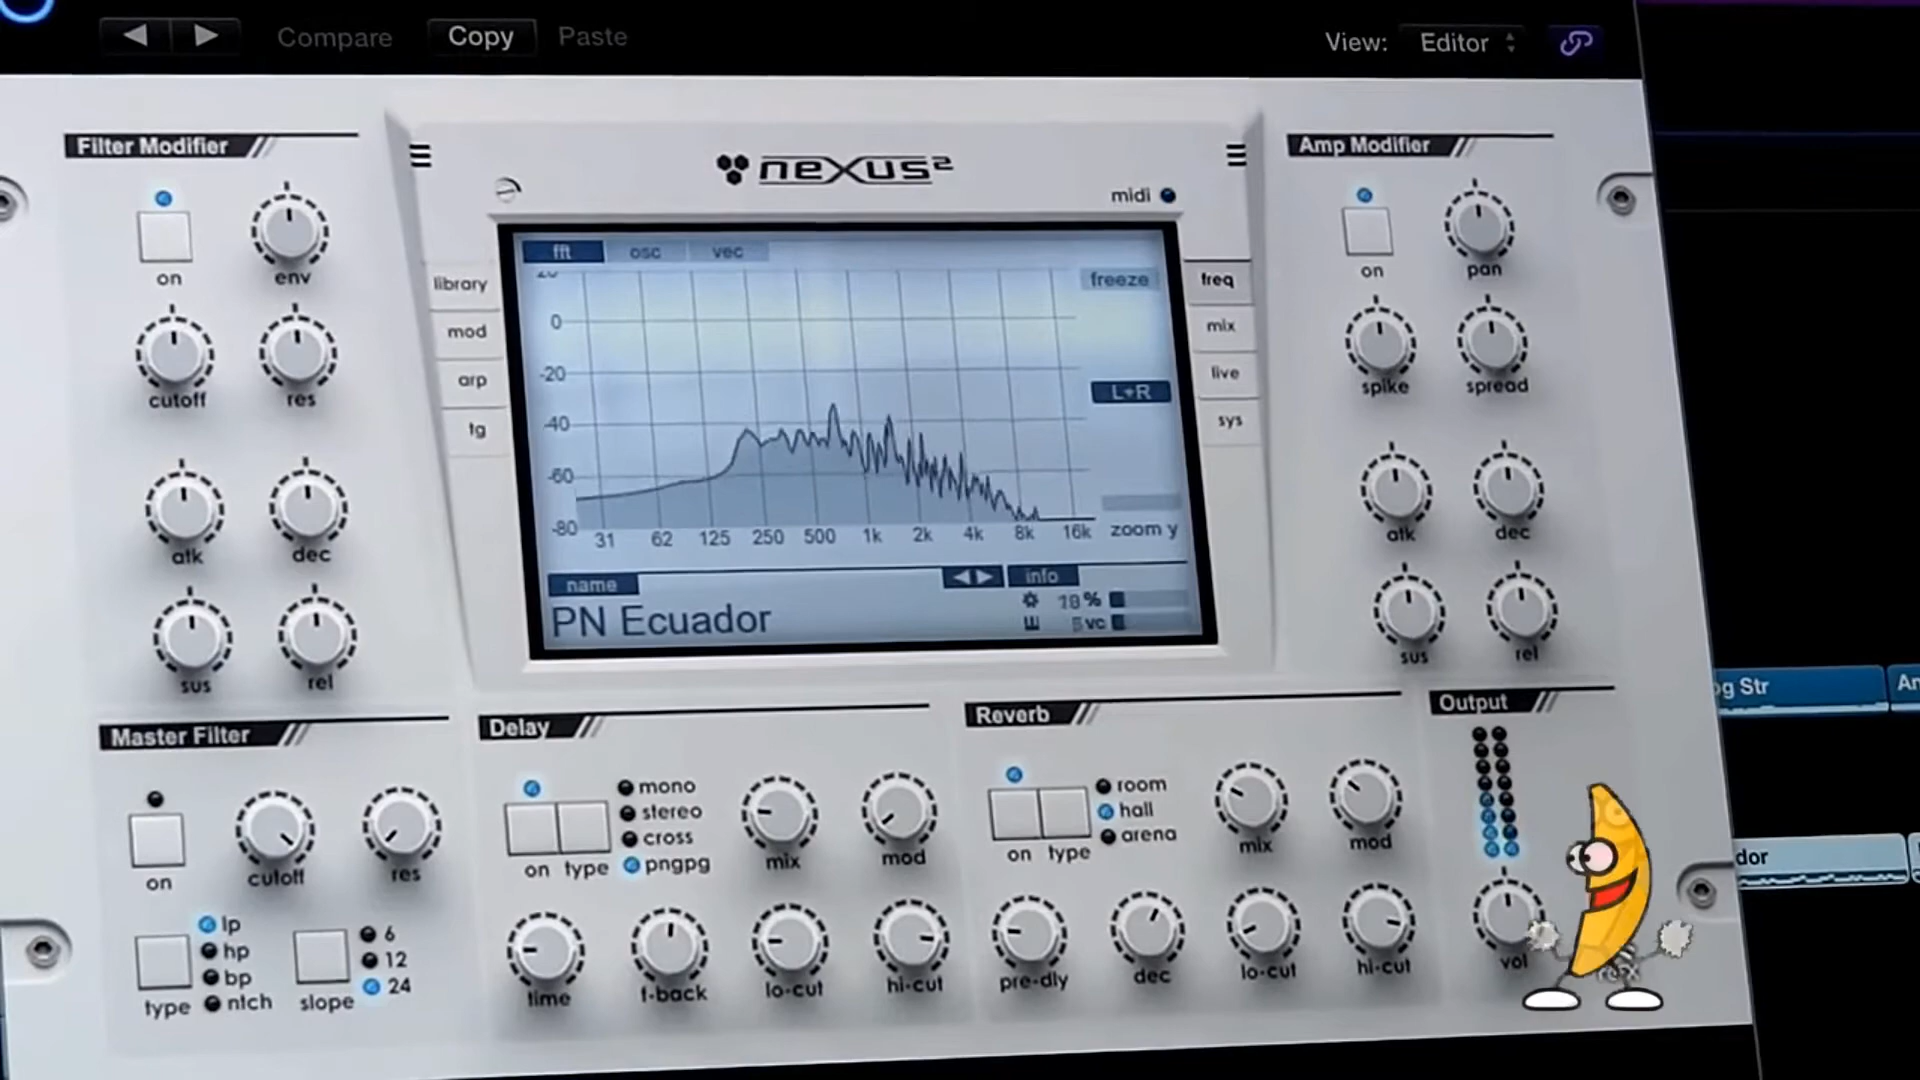 Compare Copy Paste View: Editor
Filter Modifier
on env
cutoff res
atk dec
sus rel
nexus²
midi
library
mod
arp
tg
fft osc vec
freeze
0
-20
-40
-60
-80
31 62 125 250 500 1k 2k 4k 8k 16k
L+R
zoom y
name info
PN Ecuador
%
vc
freq
mix
live
sys
Amp Modifier
on pan
spike spread
atk dec
sus rel
Master Filter
on cutoff res
lp
hp
bp
ntch
type
6
12
24
slope
Delay
mono
stereo
cross
pngpg
on type mix mod
time f-back lo-cut hi-cut
Reverb
room
hall
arena
on type mix mod
pre-dly dec lo-cut hi-cut
Output
vol
og Str
dor